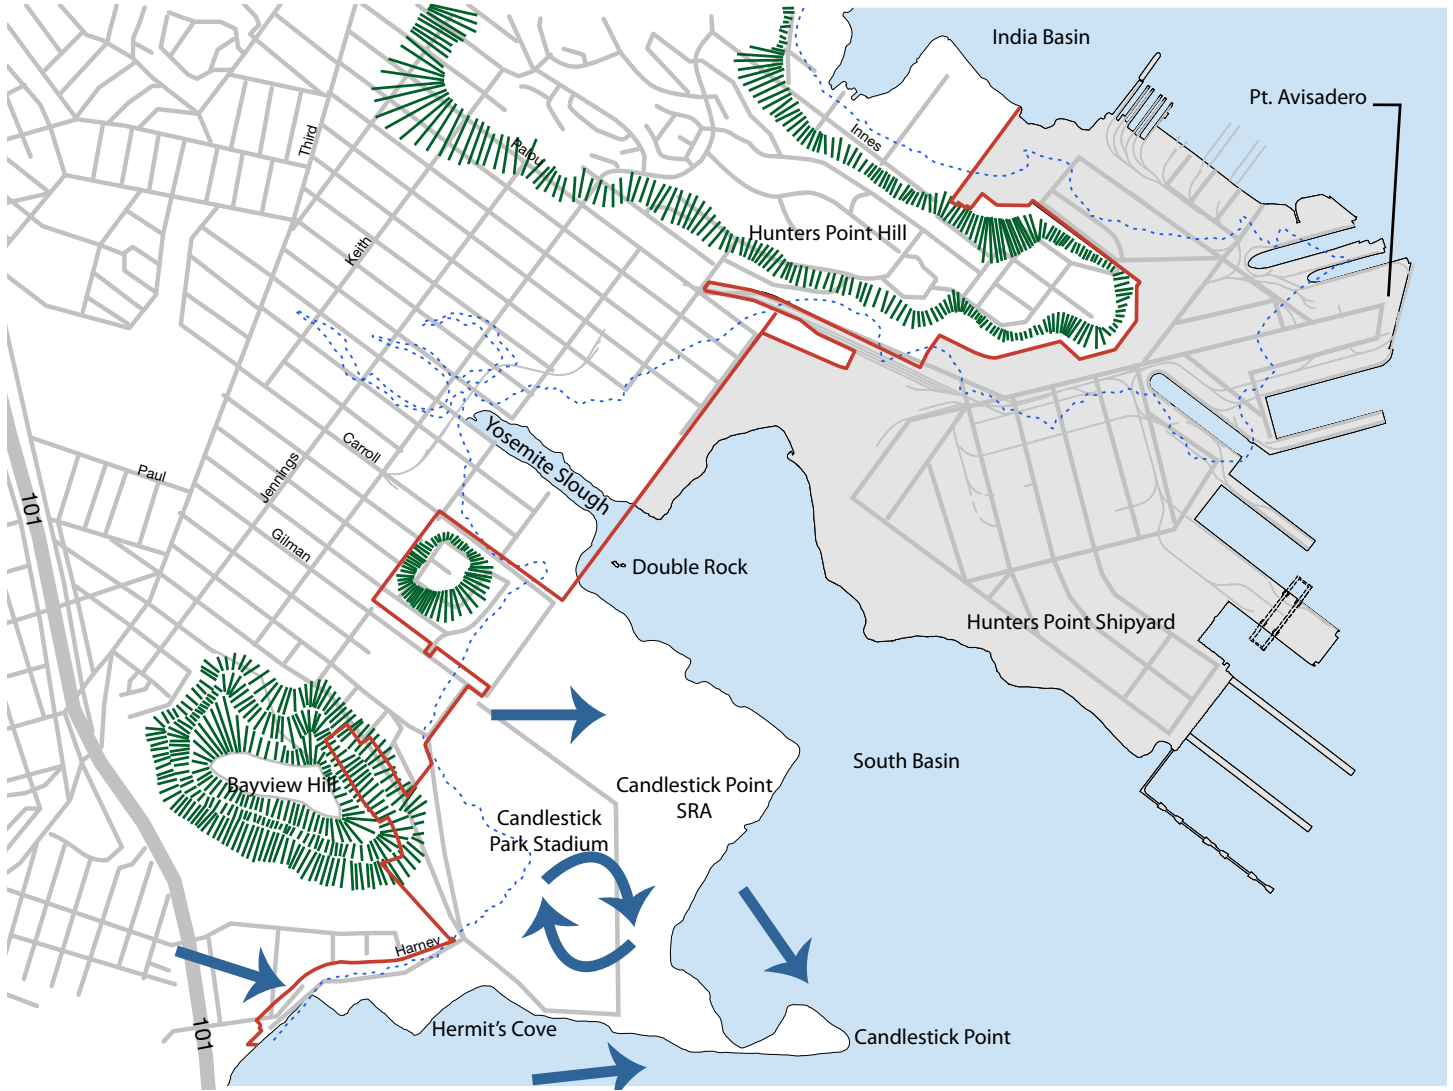 India Basin
Pt. Avisadero
Third
Palou
Innes
Hunters Point Hill
Keith
Yosemite Slough
Carroll
Paul
Jennings
101
Gilman
Double Rock
Hunters Point Shipyard
South Basin
Bayview Hill
Candlestick Point
SRA
Candlestick
Park Stadium
Harney
101
Hermit's Cove
Candlestick Point